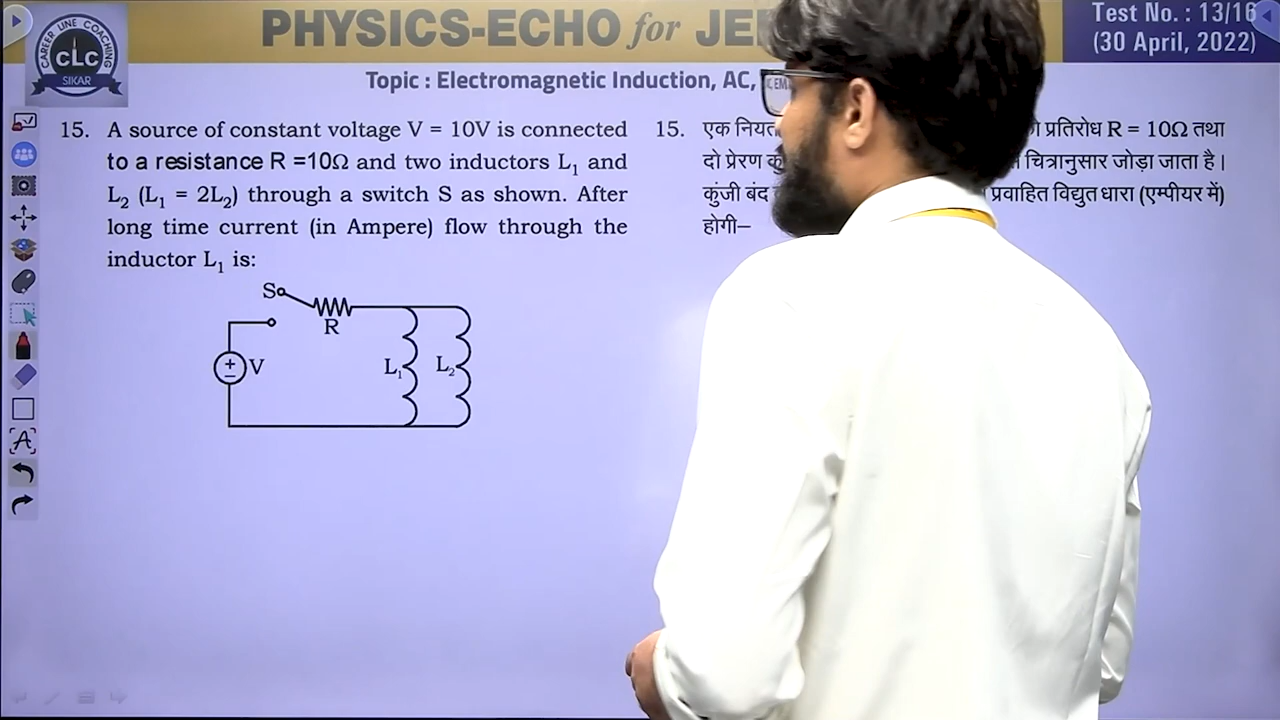 CAREER LINE COACHING
CLC
SIKAR
PHYSICS-ECHO for JEE
Test No. : 13/16
(30 April, 2022)
Topic : Electromagnetic Induction, AC,
15. A source of constant voltage V = 10V is connected
to a resistance R =10Ω and two inductors L₁ and
L₂ (L₁ = 2L₂) through a switch S as shown. After
long time current (in Ampere) flow through the
inductor L₁ is:
S
R
V
L₁
L₂
15. एक नियत प्रतिरोध R = 10Ω तथा
दो प्रेरण चित्रानुसार जोड़ा जाता है।
कुंजी बंद प्रवाहित विद्युत धारा (एम्पीयर में)
होगी–